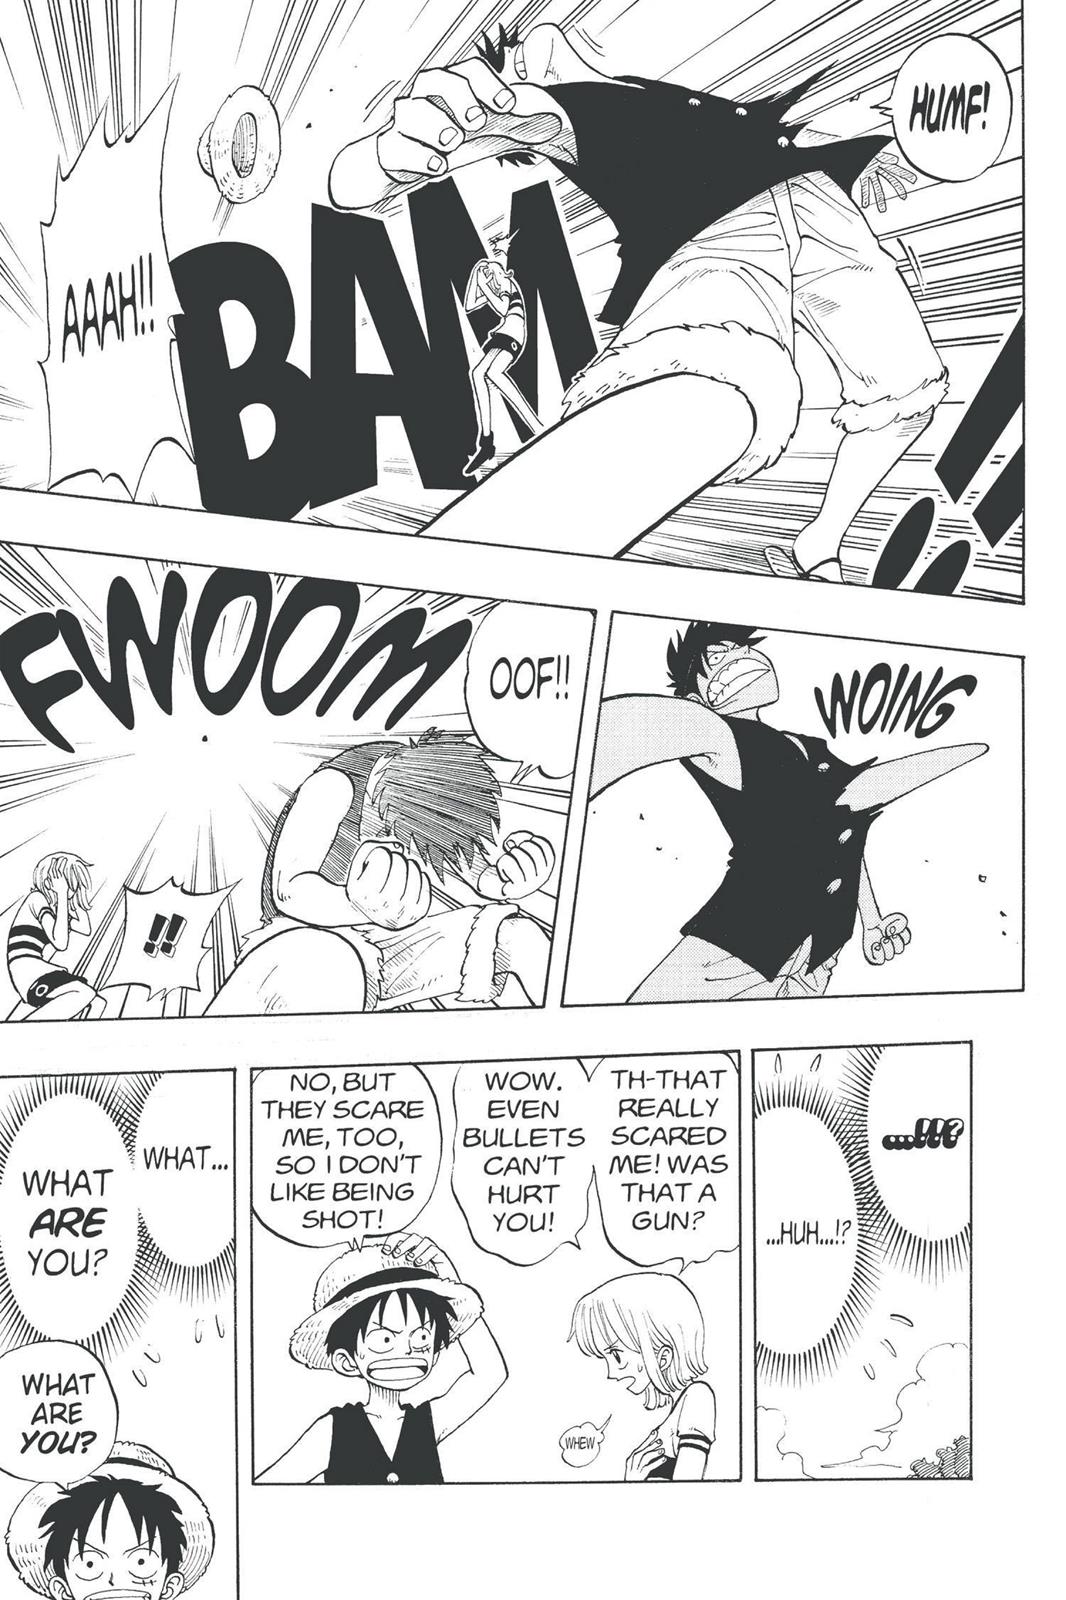 HUMF!
BAM!!
AAAH!!
WOING
OOF!!
FWOOM
!!
...!!!?
...HUH...!?
TH-THAT
REALLY
SCARED
ME! WAS
THAT A
GUN?
WOW.
EVEN
BULLETS
CAN'T
HURT
YOU!
WHEW
NO, BUT
THEY SCARE
ME, TOO,
SO I DON'T
LIKE BEING
SHOT!
WHAT...
WHAT
ARE
YOU?
WHAT
ARE
YOU?